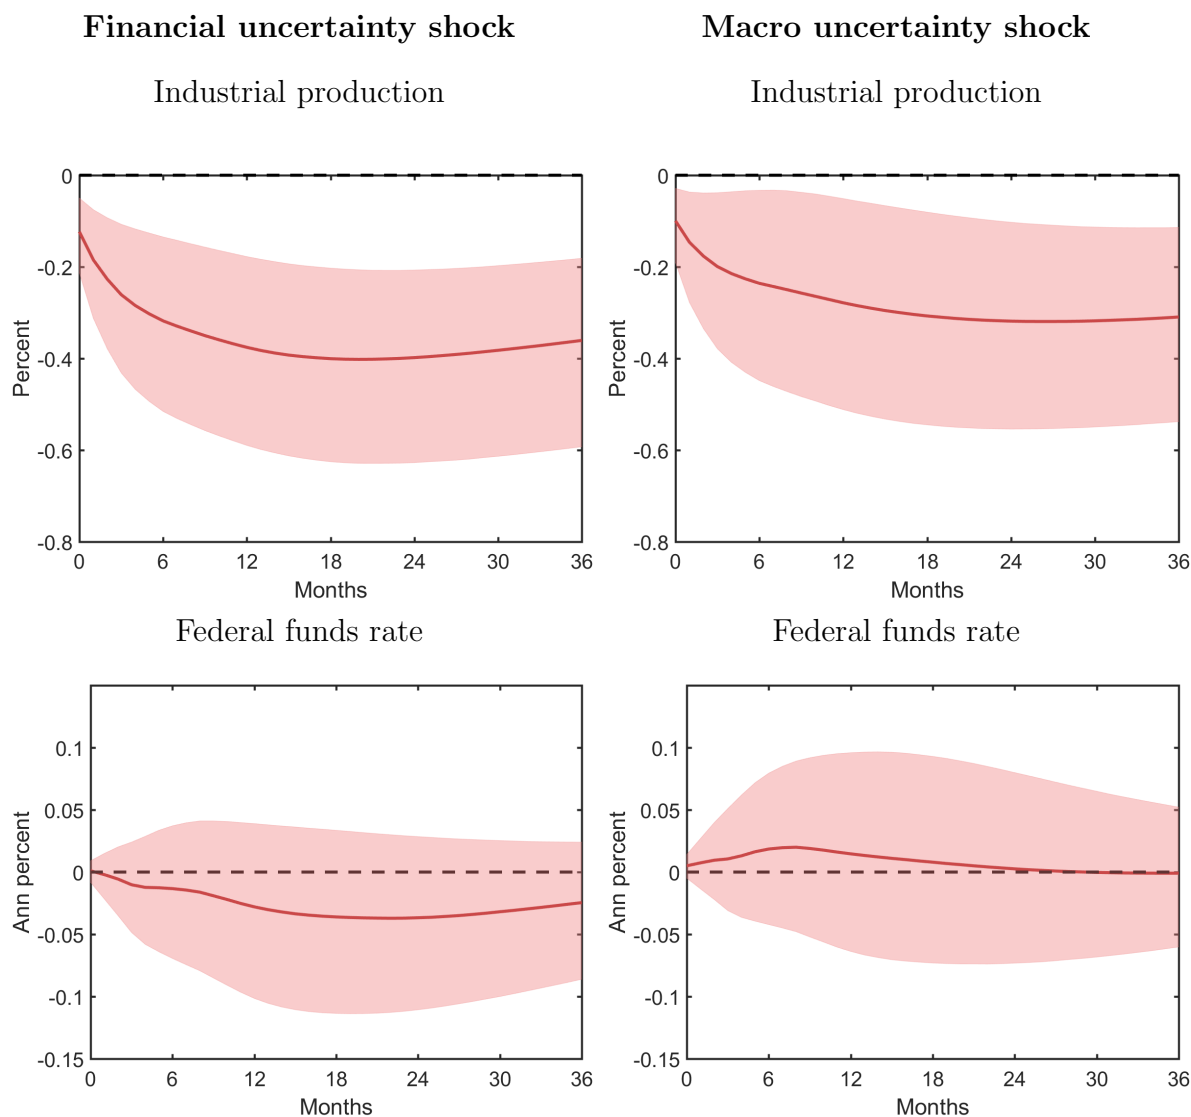 Financial uncertainty shock
Macro uncertainty shock
Industrial production
Industrial production
0
-0.2
-0.4
-0.6
-0.8
Percent
0 6 12 18 24 30 36
Months
0
-0.2
-0.4
-0.6
-0.8
Percent
0 6 12 18 24 30 36
Months
Federal funds rate
Federal funds rate
0.1
0.05
0
-0.05
-0.1
-0.15
Ann percent
0 6 12 18 24 30 36
Months
0.1
0.05
0
-0.05
-0.1
-0.15
Ann percent
0 6 12 18 24 30 36
Months